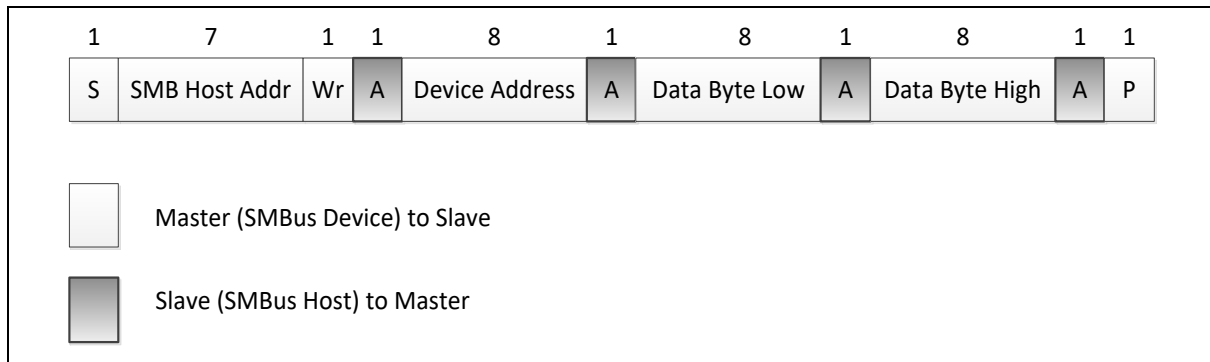 1 7 1 1 8 1 8 1 8 1 1
S SMB Host Addr Wr A Device Address A Data Byte Low A Data Byte High A P
Master (SMBus Device) to Slave
Slave (SMBus Host) to Master